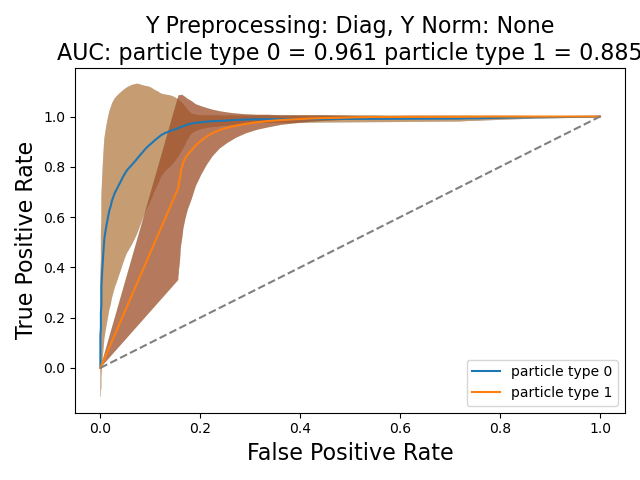 Y Preprocessing: Diag, Y Norm: None
AUC: particle type 0 = 0.961 particle type 1 = 0.885
True Positive Rate
1.0
0.8
0.6
0.4
0.2
0.0
particle type 0
particle type 1
0.0 0.2 0.4 0.6 0.8 1.0
False Positive Rate